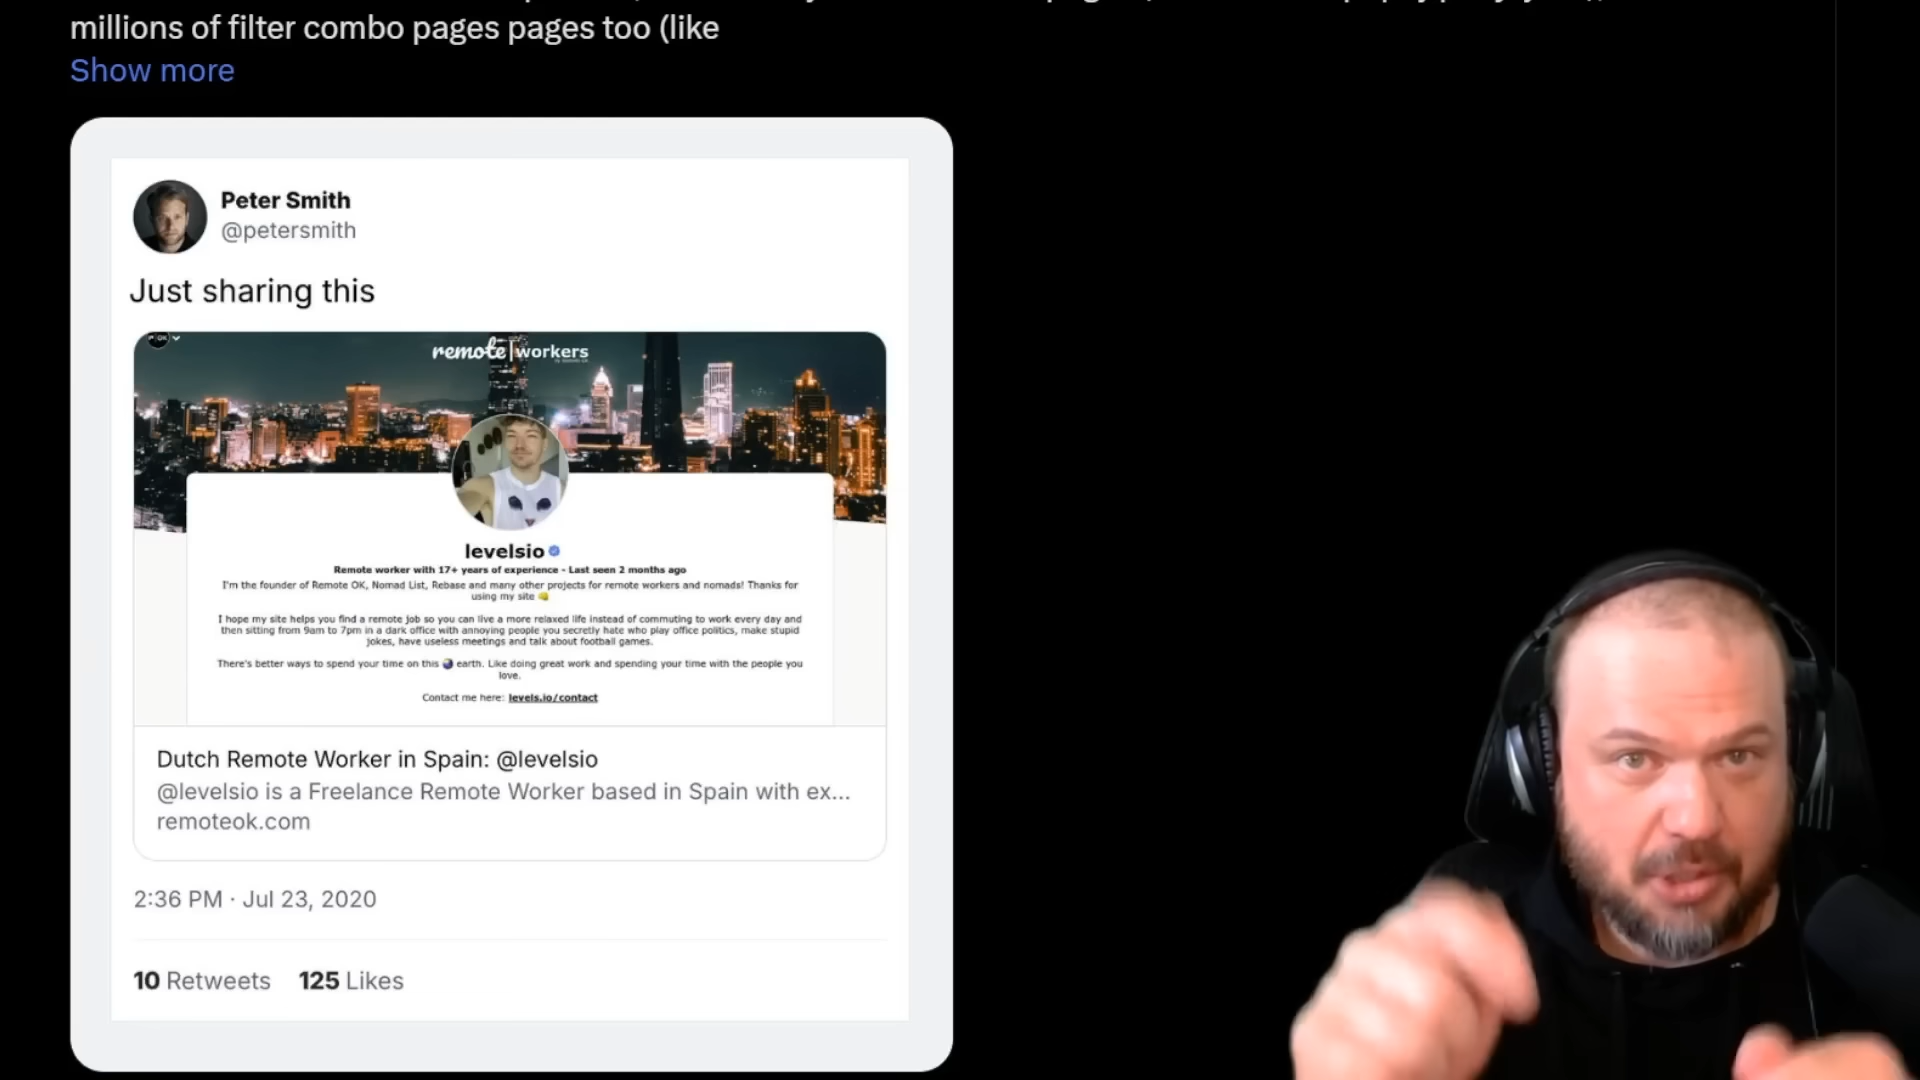 millions of filter combo pages pages too (like
Show more
Peter Smith
@petersmith
Just sharing this
remote|workers
levelsio
Remote worker with 17+ years of experience - Last seen 2 months ago
I'm the founder of Remote OK, Nomad List, Rebase and many other projects for remote workers and nomads! Thanks for
using my site
I hope my site helps you find a remote job so you can live a more relaxed life instead of commuting to work every day and
then sitting from 9am to 7pm in a dark office with annoying people you secretly hate who play office politics, make stupid
jokes, have useless meetings and talk about football games.
There's better ways to spend your time on this 🌏 earth. Like doing great work and spending your time with the people you
love.
Contact me here: levels.io/contact
Dutch Remote Worker in Spain: @levelsio
@levelsio is a Freelance Remote Worker based in Spain with ex...
remoteok.com
2:36 PM · Jul 23, 2020
10 Retweets 125 Likes